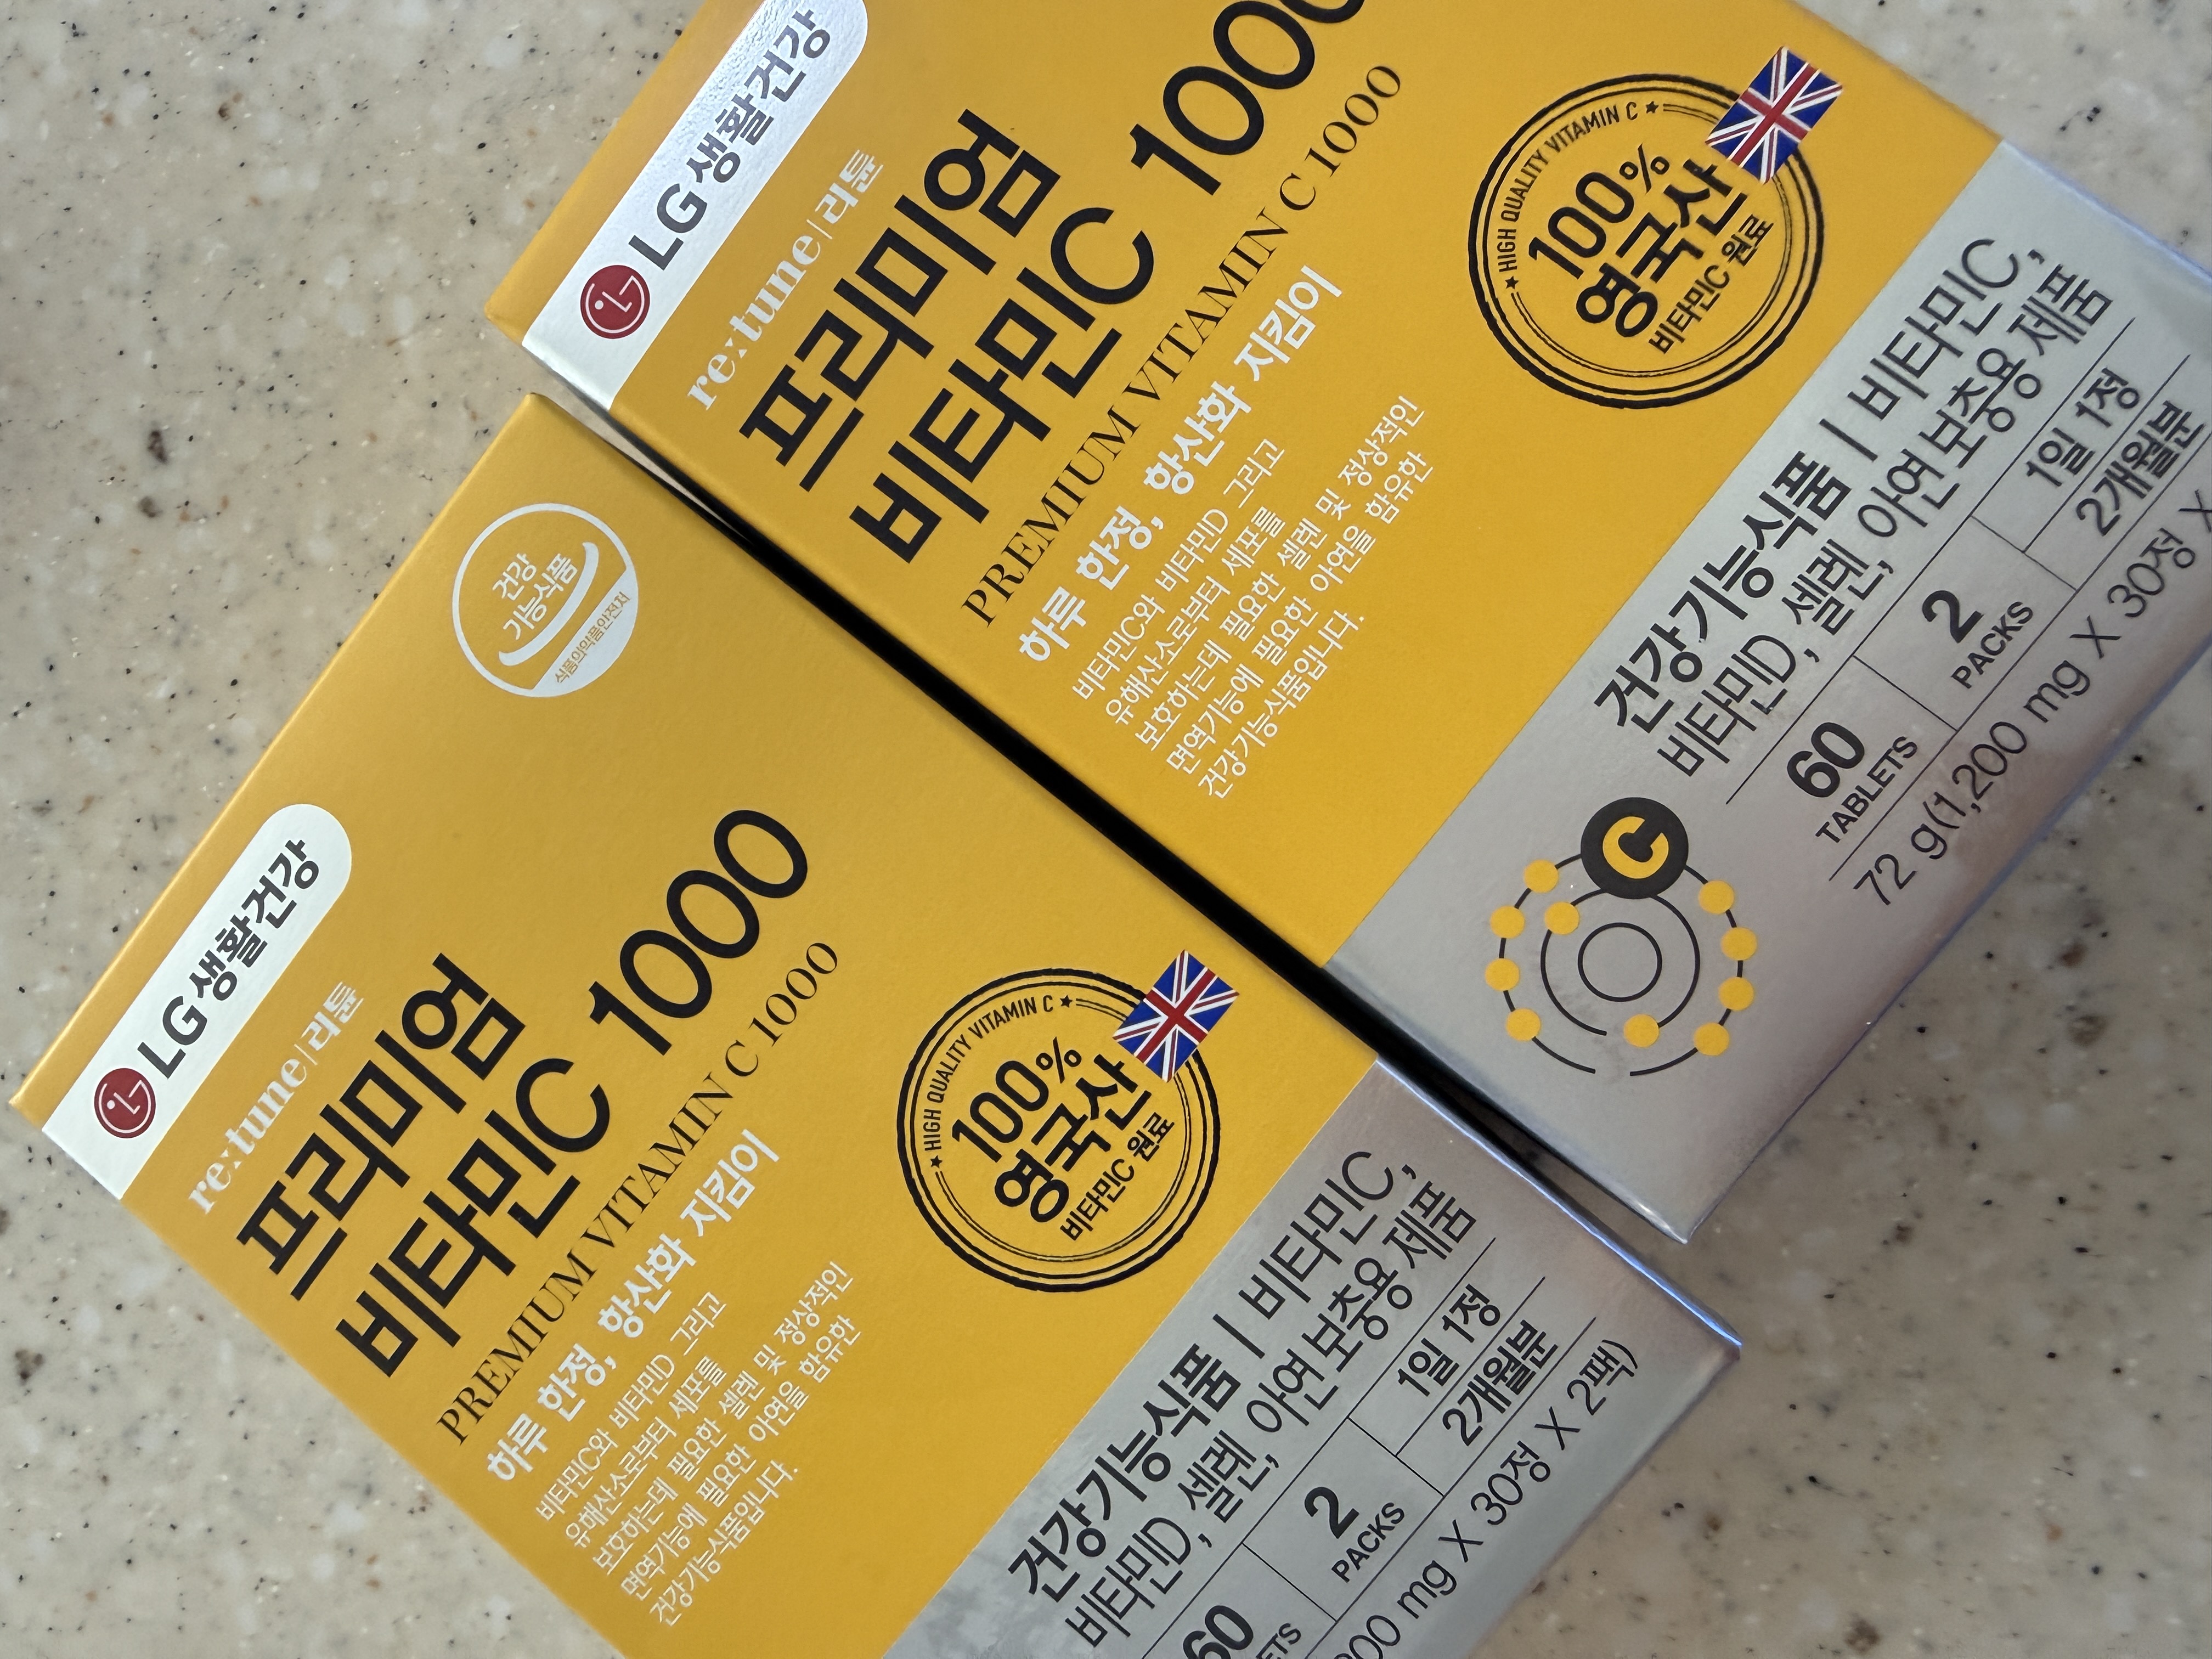 LG생활건강
re:tune|리튠
프리미엄
비타민C
PREMIUM VITAMIN C 1000
하루 한정, 항산화 지킴이
비타민C와 비타민D 그리고
유해산소로부터 세포를
보호하는데 필요한 셀렌 및 정상적인
면역기능에 필요한 아연을 함유한
건강기능식품입니다.
★ HIGH QUALITY VITAMIN C ★
100%
영국산
비타민C 원료
건강기능식품 | 비타민C,
비타민D, 셀렌, 아연 보충용 제품
60
TABLETS
2
PACKS
1일 1정
2개월분
72 g(1,200 mg X 30정 X
C
건강
기능식품
식품의약품안전처
LG생활건강
re:tune|리튠
프리미엄
비타민C 1000
PREMIUM VITAMIN C 1000
하루 한정, 항산화 지킴이
비타민C와 비타민D 그리고
유해산소로부터 세포를
보호하는데 필요한 셀렌 및 정상적인
면역기능에 필요한 아연을 함유한
건강기능식품입니다.
★ HIGH QUALITY VITAMIN C ★
100%
영국산
비타민C 원료
건강기능식품 | 비타민C,
비타민D, 셀렌, 아연 보충용 제품
60
2
PACKS
1일 1정
2개월분
mg X 30정 X 2팩)